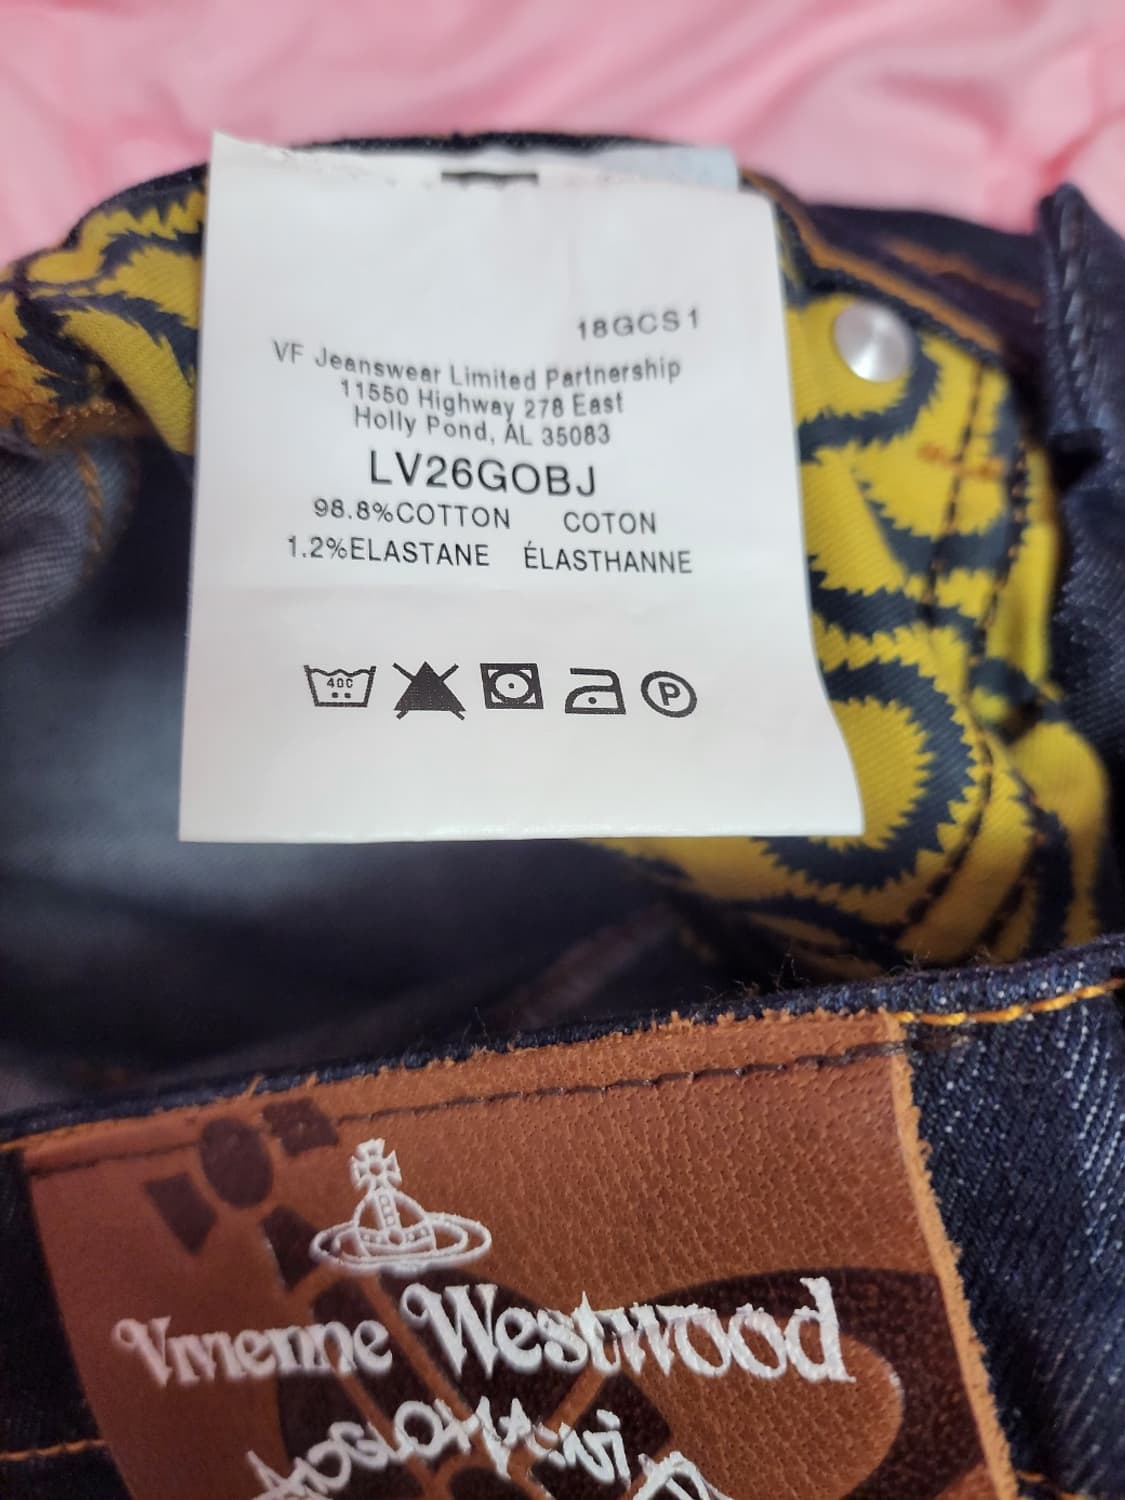 18GCS1
VF Jeanswear Limited Partnership
11550 Highway 278 East
Holly Pond, AL 35083
LV26GOBJ
98.8%COTTON COTON
1.2%ELASTANE ÉLASTHANNE
40C
P
Vivienne Westwood